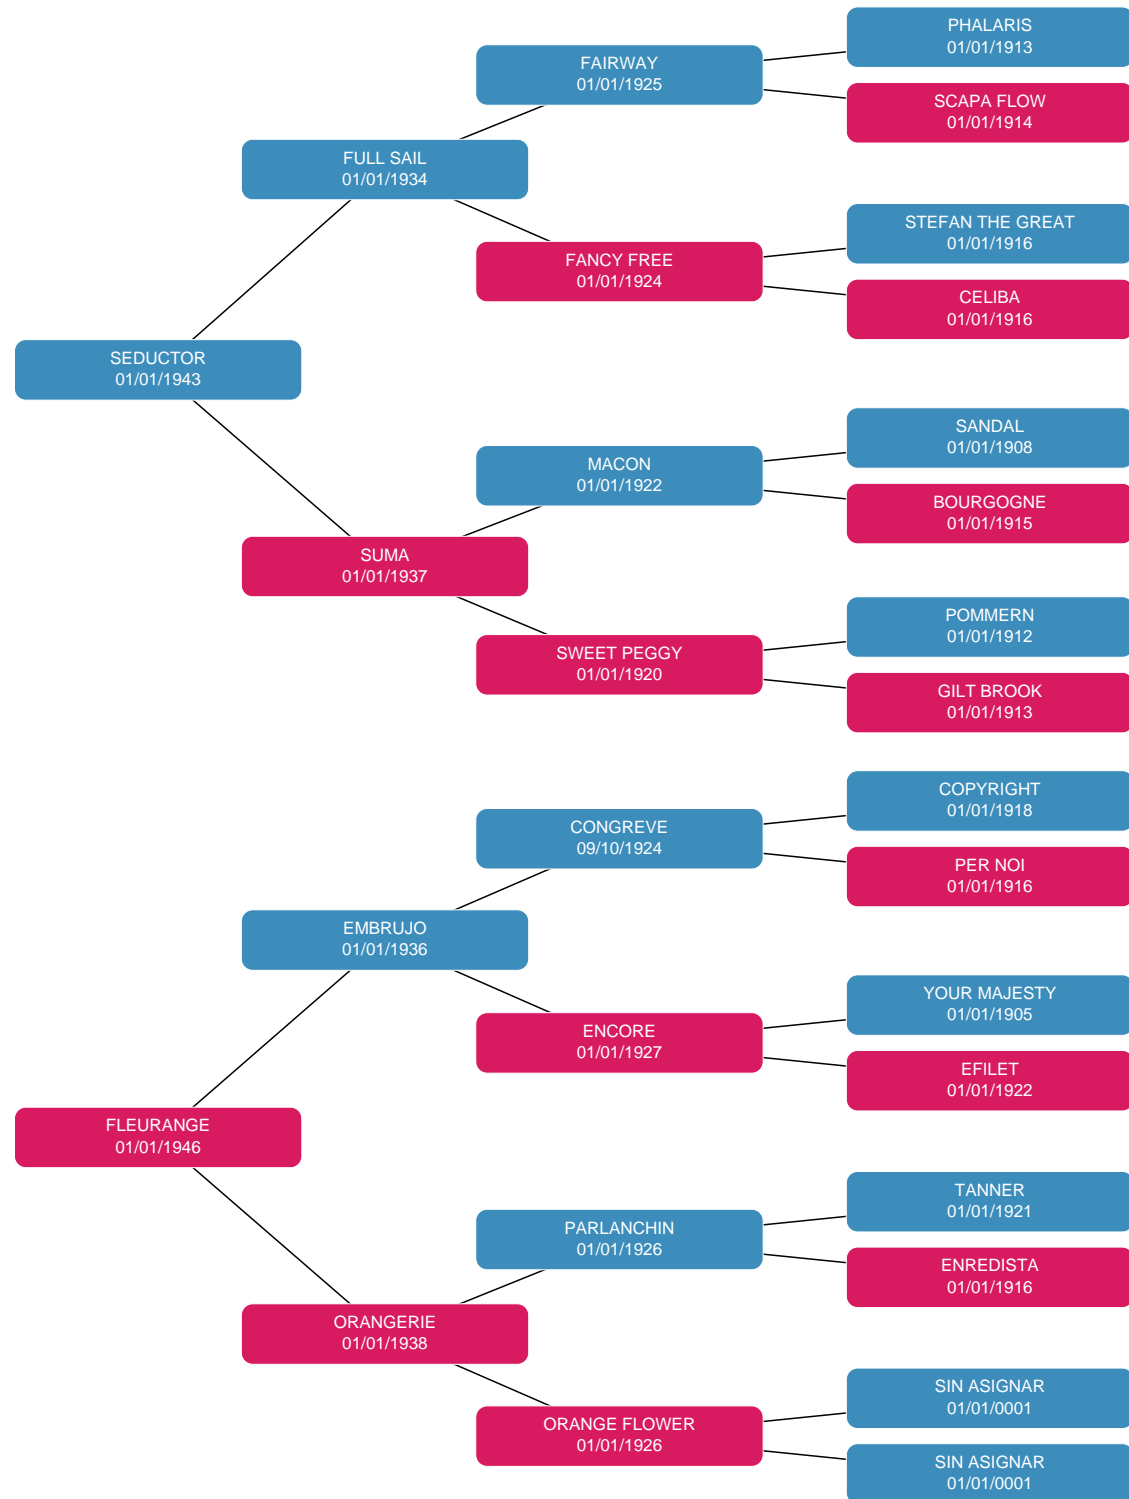 PHALARIS
01/01/1913
FAIRWAY
01/01/1925
SCAPA FLOW
01/01/1914
FULL SAIL
01/01/1934
STEFAN THE GREAT
01/01/1916
FANCY FREE
01/01/1924
CELIBA
01/01/1916
SEDUCTOR
01/01/1943
SANDAL
01/01/1908
MACON
01/01/1922
BOURGOGNE
01/01/1915
SUMA
01/01/1937
POMMERN
01/01/1912
SWEET PEGGY
01/01/1920
GILT BROOK
01/01/1913
COPYRIGHT
01/01/1918
CONGREVE
09/10/1924
PER NOI
01/01/1916
EMBRUJO
01/01/1936
YOUR MAJESTY
01/01/1905
ENCORE
01/01/1927
EFILET
01/01/1922
FLEURANGE
01/01/1946
TANNER
01/01/1921
PARLANCHIN
01/01/1926
ENREDISTA
01/01/1916
ORANGERIE
01/01/1938
SIN ASIGNAR
01/01/0001
ORANGE FLOWER
01/01/1926
SIN ASIGNAR
01/01/0001